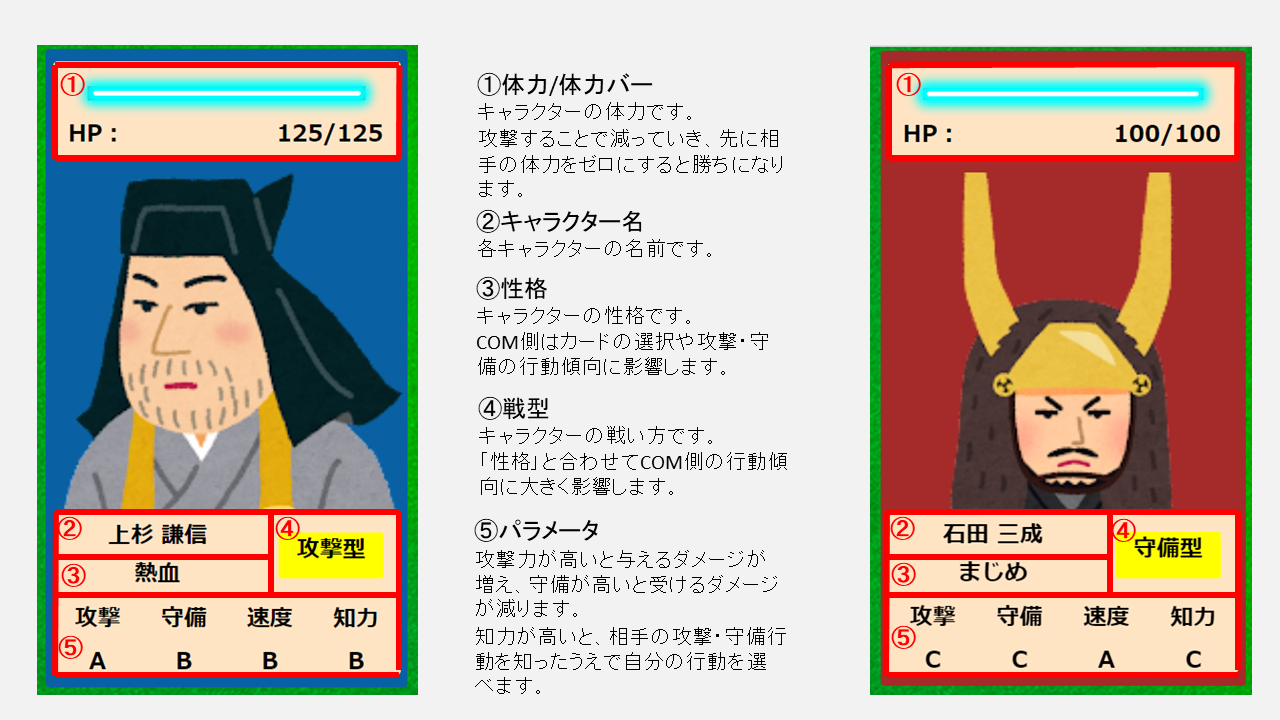 ①
HP： 125/125
② 上杉 謙信
④ 攻撃型
③ 熱血
攻撃 守備 速度 知力
⑤
A B B B
①体力/体力バー
キャラクターの体力です。
攻撃することで減っていき、先に相
手の体力をゼロにすると勝ちになり
ます。
②キャラクター名
各キャラクターの名前です。
③性格
キャラクターの性格です。
COM側はカードの選択や攻撃・守
備の行動傾向に影響します。
④戦型
キャラクターの戦い方です。
「性格」と合わせてCOM側の行動傾
向に大きく影響します。
⑤パラメータ
攻撃力が高いと与えるダメージが
増え、守備が高いと受けるダメージ
が減ります。
知力が高いと、相手の攻撃・守備行
動を知ったうえで自分の行動を選
べます。
①
HP： 100/100
② 石田 三成
④ 守備型
③ まじめ
攻撃 守備 速度 知力
⑤
C C A C